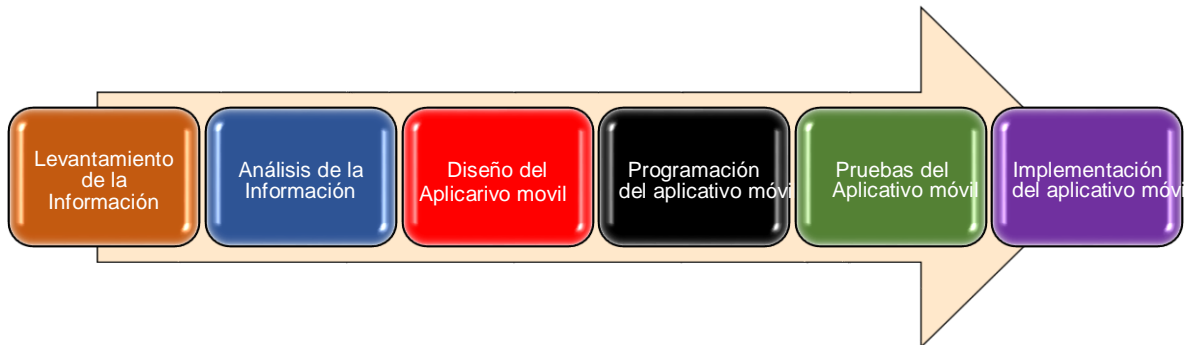 Levantamiento
de la
Información
Análisis de la
Información
Diseño del
Aplicarivo movil
Programación
del aplicativo móvi
Pruebas del
Aplicativo móvil
Implementación
del aplicativo móvi